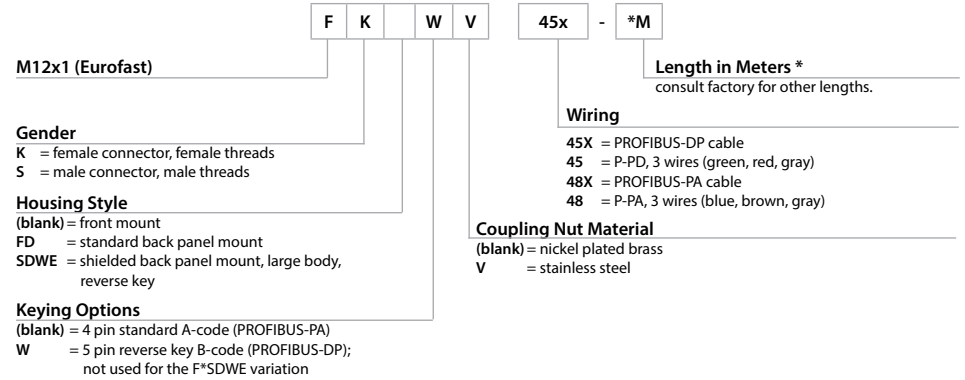 F K W V 45x - *M
M12x1 (Eurofast)
Length in Meters *
consult factory for other lengths.
Wiring
45X = PROFIBUS-DP cable
45 = P-PD, 3 wires (green, red, gray)
48X = PROFIBUS-PA cable
48 = P-PA, 3 wires (blue, brown, gray)
Gender
K = female connector, female threads
S = male connector, male threads
Housing Style
(blank) = front mount
FD = standard back panel mount
SDWE = shielded back panel mount, large body,
reverse key
Coupling Nut Material
(blank) = nickel plated brass
V = stainless steel
Keying Options
(blank) = 4 pin standard A-code (PROFIBUS-PA)
W = 5 pin reverse key B-code (PROFIBUS-DP);
not used for the F*SDWE variation